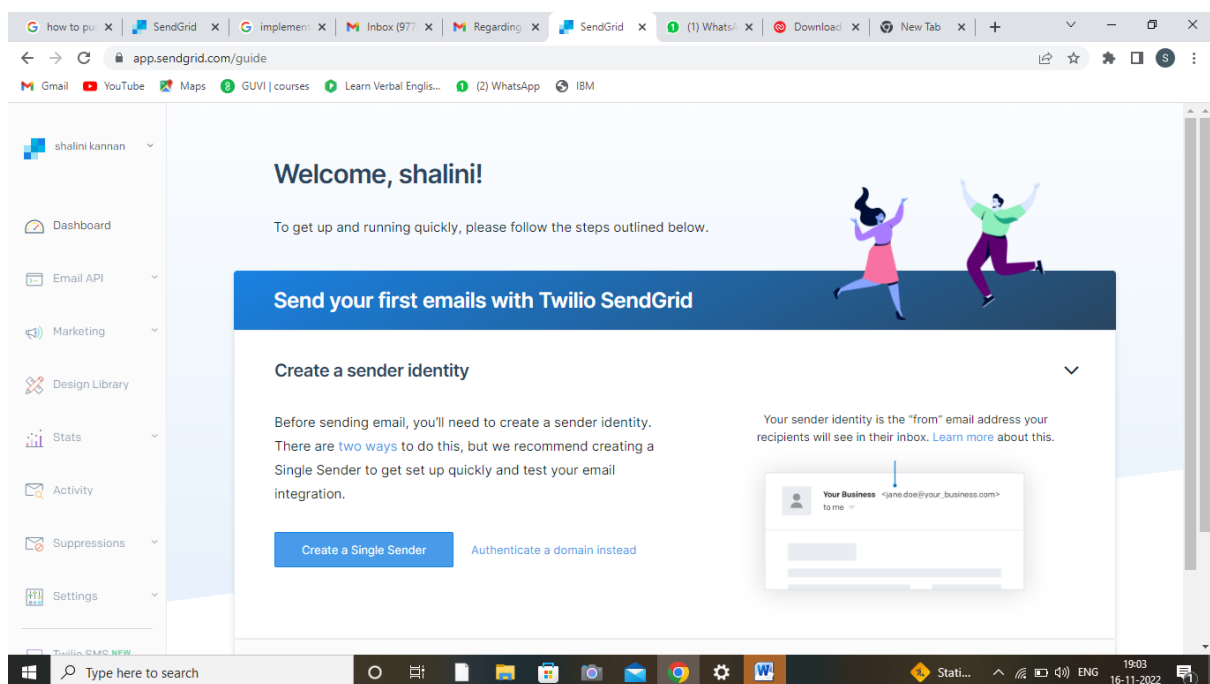 how to pu
SendGrid
implement
Inbox (977
Regarding
SendGrid
(1) WhatsA
Download
New Tab
app.sendgrid.com/guide
S
Gmail
YouTube
Maps
GUVI | courses
Learn Verbal Englis...
(2) WhatsApp
IBM
shalini kannan
Dashboard
Email API
Marketing
Design Library
Stats
Activity
Suppressions
Settings
Twilio SMS NEW
Welcome, shalini!
To get up and running quickly, please follow the steps outlined below.
Send your first emails with Twilio SendGrid
Create a sender identity
Before sending email, you'll need to create a sender identity.
There are two ways to do this, but we recommend creating a
Single Sender to get set up quickly and test your email
integration.
Create a Single Sender
Authenticate a domain instead
Your sender identity is the "from" email address your
recipients will see in their inbox. Learn more about this.
Your Business <jane.doe@your_business.com>
to me
Type here to search
Stati...
ENG
19:03
16-11-2022
1